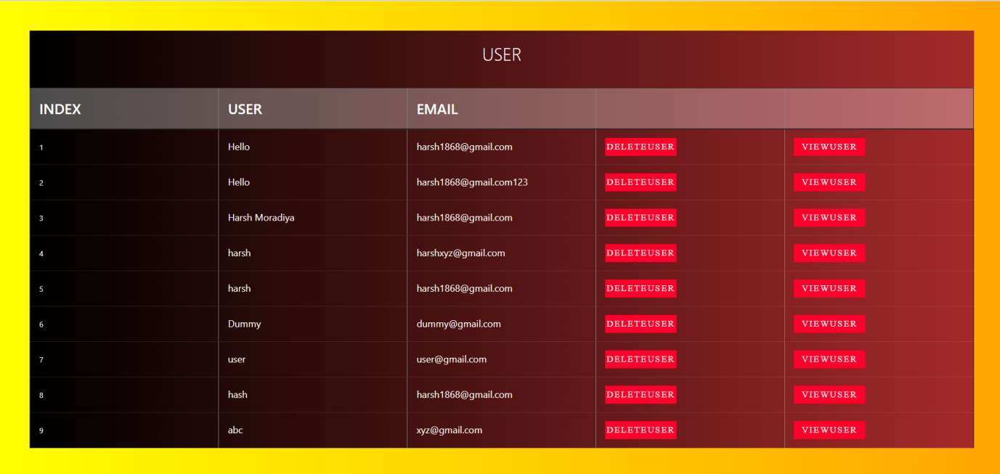 USER
INDEX USER EMAIL
1 Hello harsh1868@gmail.com DELETEUSER VIEWUSER
2 Hello harsh1868@gmail.com123 DELETEUSER VIEWUSER
3 Harsh Moradiya harsh1868@gmail.com DELETEUSER VIEWUSER
4 harsh harshxyz@gmail.com DELETEUSER VIEWUSER
5 harsh harsh1868@gmail.com DELETEUSER VIEWUSER
6 Dummy dummy@gmail.com DELETEUSER VIEWUSER
7 user user@gmail.com DELETEUSER VIEWUSER
8 hash harsh1868@gmail.com DELETEUSER VIEWUSER
9 abc xyz@gmail.com DELETEUSER VIEWUSER